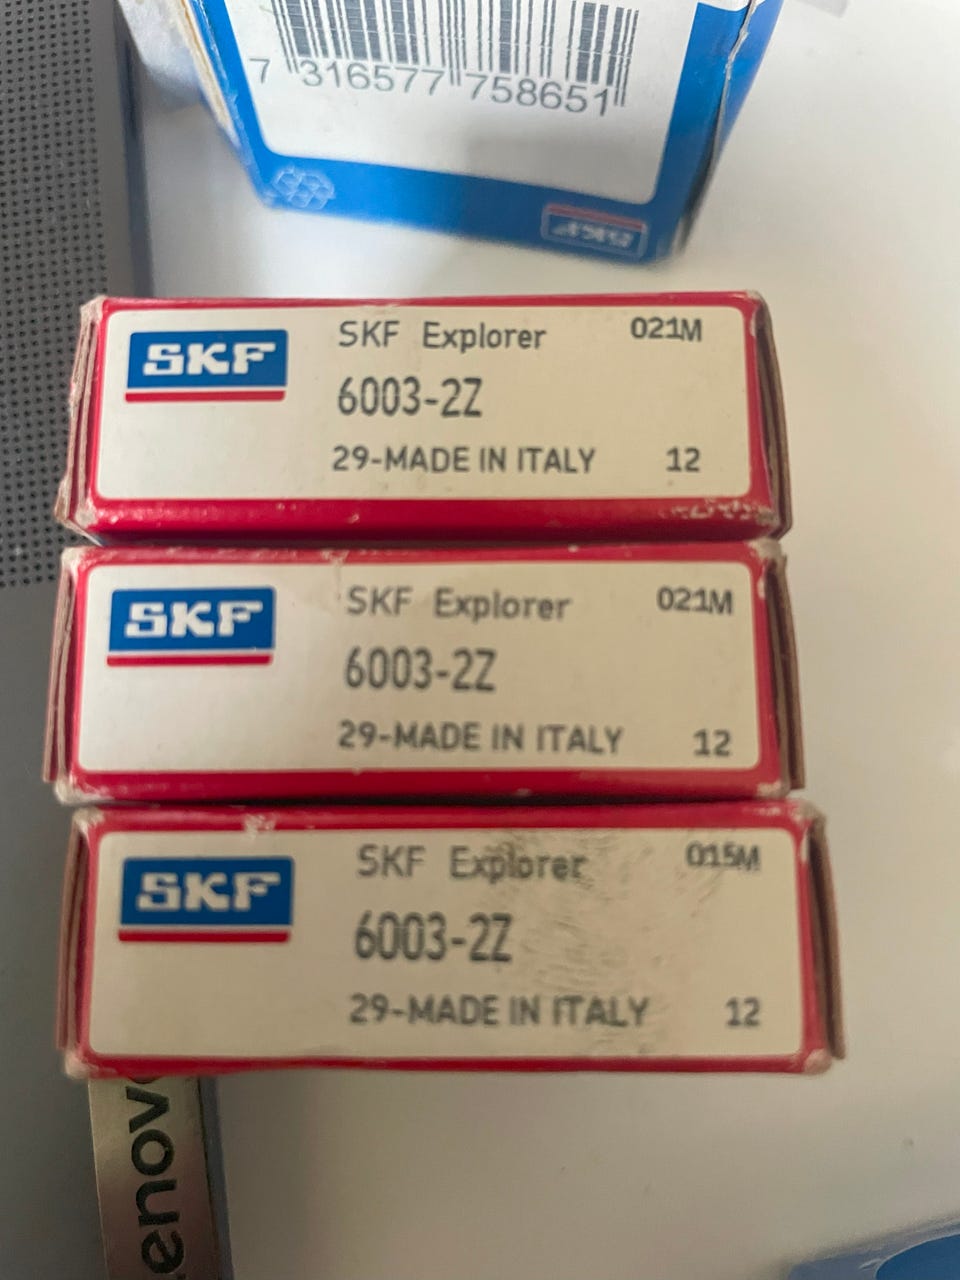 7 316577 758651
SKF
SKF
SKF Explorer
021M
6003-2Z
29-MADE IN ITALY
12
SKF
SKF Explorer
021M
6003-2Z
29-MADE IN ITALY
12
SKF
SKF Explorer
015M
6003-2Z
29-MADE IN ITALY
12
enovo